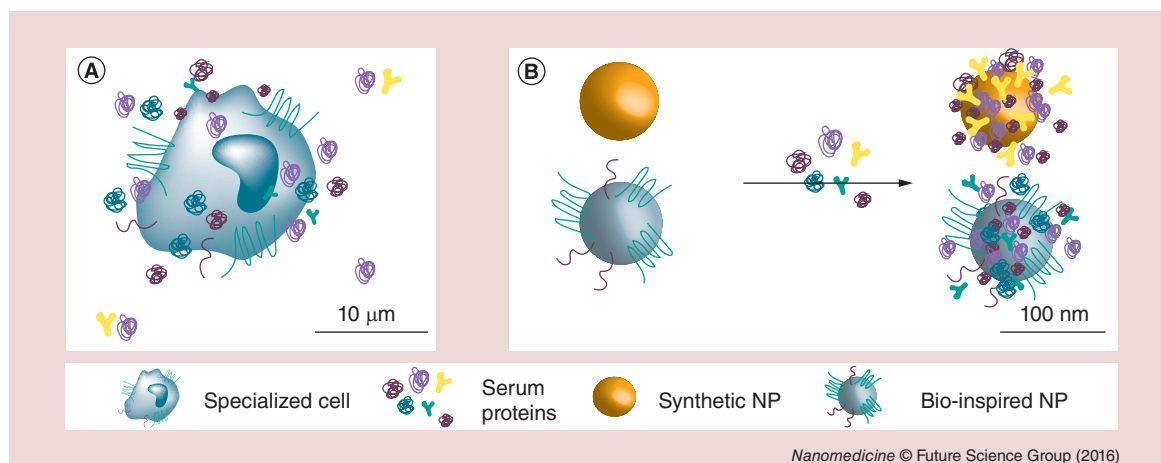 A
B
10 μm
100 nm
Specialized cell
Serum
proteins
Synthetic NP
Bio-inspired NP
Nanomedicine © Future Science Group (2016)